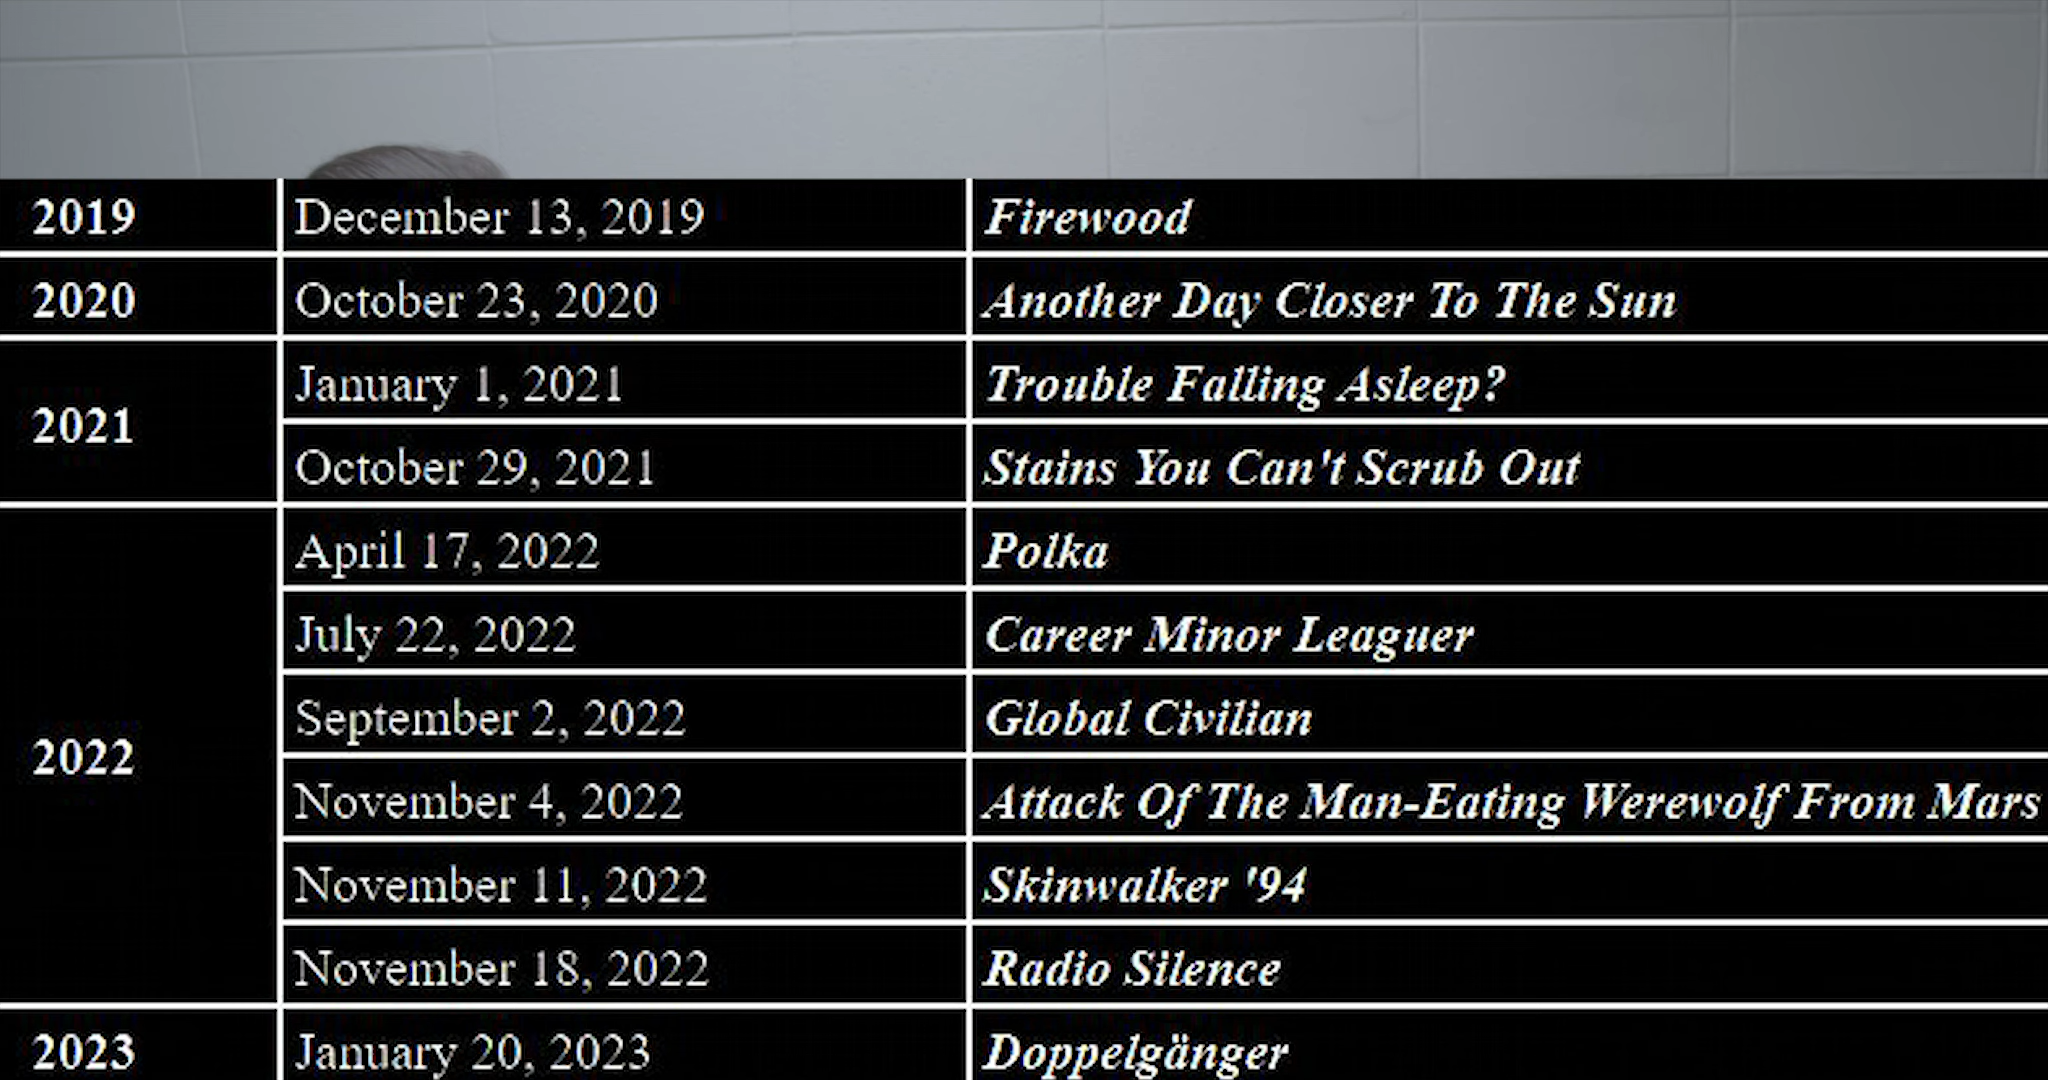 2019 December 13, 2019 Firewood
2020 October 23, 2020 Another Day Closer To The Sun
2021 January 1, 2021 Trouble Falling Asleep?
October 29, 2021 Stains You Can't Scrub Out
2022 April 17, 2022 Polka
July 22, 2022 Career Minor Leaguer
September 2, 2022 Global Civilian
November 4, 2022 Attack Of The Man-Eating Werewolf From Mars
November 11, 2022 Skinwalker '94
November 18, 2022 Radio Silence
2023 January 20, 2023 Doppelgänger